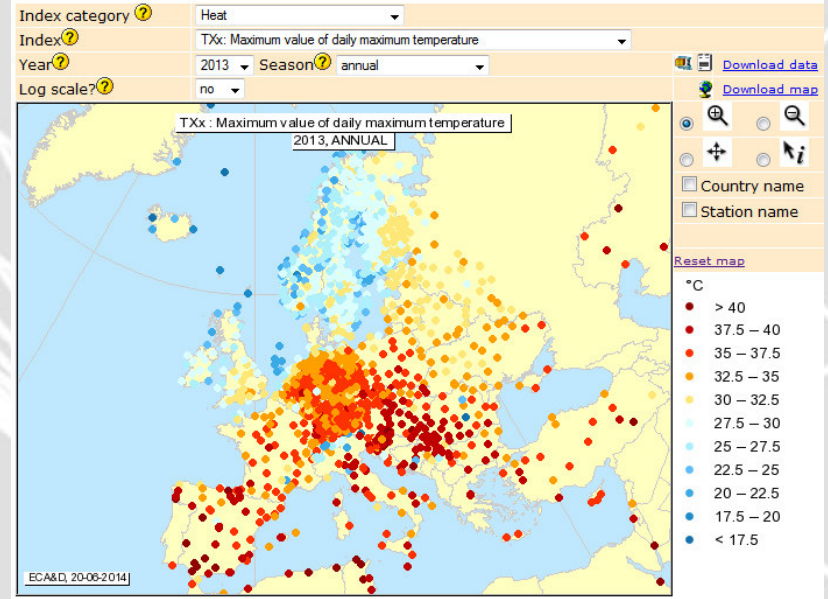 Index category ?
Heat
Index?
TXx: Maximum value of daily maximum temperature
Year?
2013
Season?
annual
Download data
Log scale??
no
Download map
TXx : Maximum value of daily maximum temperature
2013, ANNUAL
i
Country name
Station name
Reset map
°C
> 40
37.5 – 40
35 – 37.5
32.5 – 35
30 – 32.5
27.5 – 30
25 – 27.5
22.5 – 25
20 – 22.5
17.5 – 20
< 17.5
ECA&D, 20-06-2014